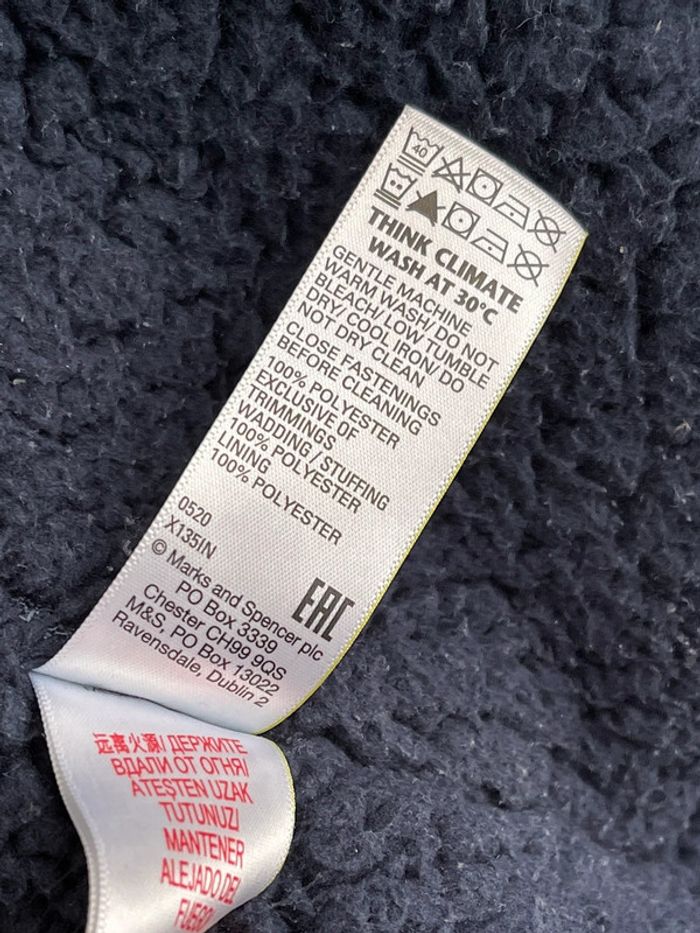 40
THINK CLIMATE
WASH AT 30°C
GENTLE MACHINE
WARM WASH/ DO NOT
BLEACH/ LOW TUMBLE
DRY/ COOL IRON/ DO
NOT DRY CLEAN
CLOSE FASTENINGS
BEFORE CLEANING
100% POLYESTER
EXCLUSIVE OF
TRIMMINGS
WADDING / STUFFING
100% POLYESTER
LINING
100% POLYESTER
0520
X135IN
EAC
© Marks and Spencer plc
PO Box 3339
Chester CH99 9QS
M&S, PO Box 13022
Ravensdale, Dublin 2
远离火源/ ДЕРЖИТЕ
ВДАЛИ ОТ ОГНЯ/
ATEŞTEN UZAK
TUTUNUZ/
MANTENER
ALEJADO DEL
FUEGO